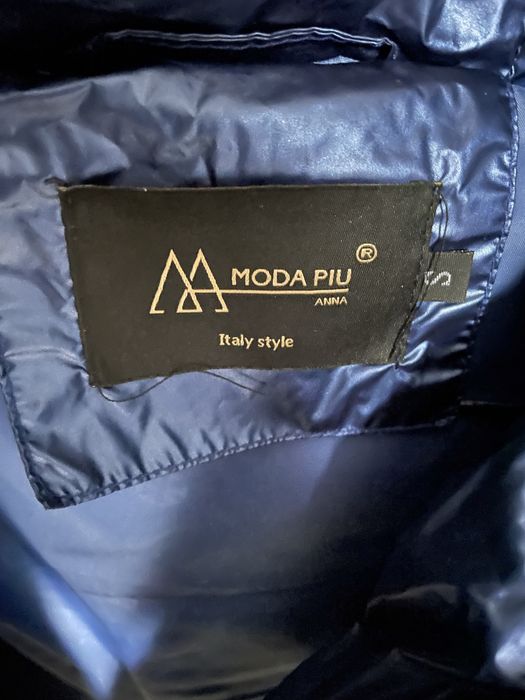 MODA PIU ®
ANNA
Italy style
S